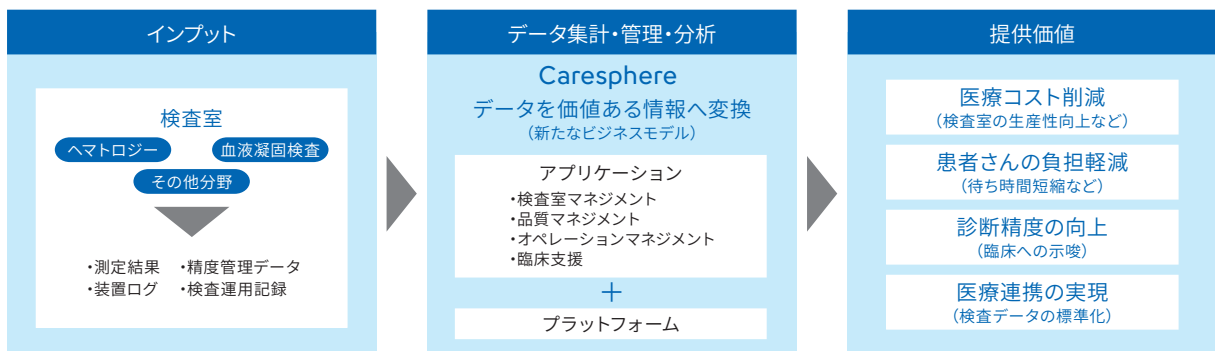 インプット
検査室
ヘマトロジー
血液凝固検査
その他分野
・測定結果 ・精度管理データ
・装置ログ ・検査運用記録
データ集計・管理・分析
Caresphere
データを価値ある情報へ変換
（新たなビジネスモデル）
アプリケーション
・検査室マネジメント
・品質マネジメント
・オペレーションマネジメント
・臨床支援
＋
プラットフォーム
提供価値
医療コスト削減
（検査室の生産性向上など）
患者さんの負担軽減
（待ち時間短縮など）
診断精度の向上
（臨床への示唆）
医療連携の実現
（検査データの標準化）